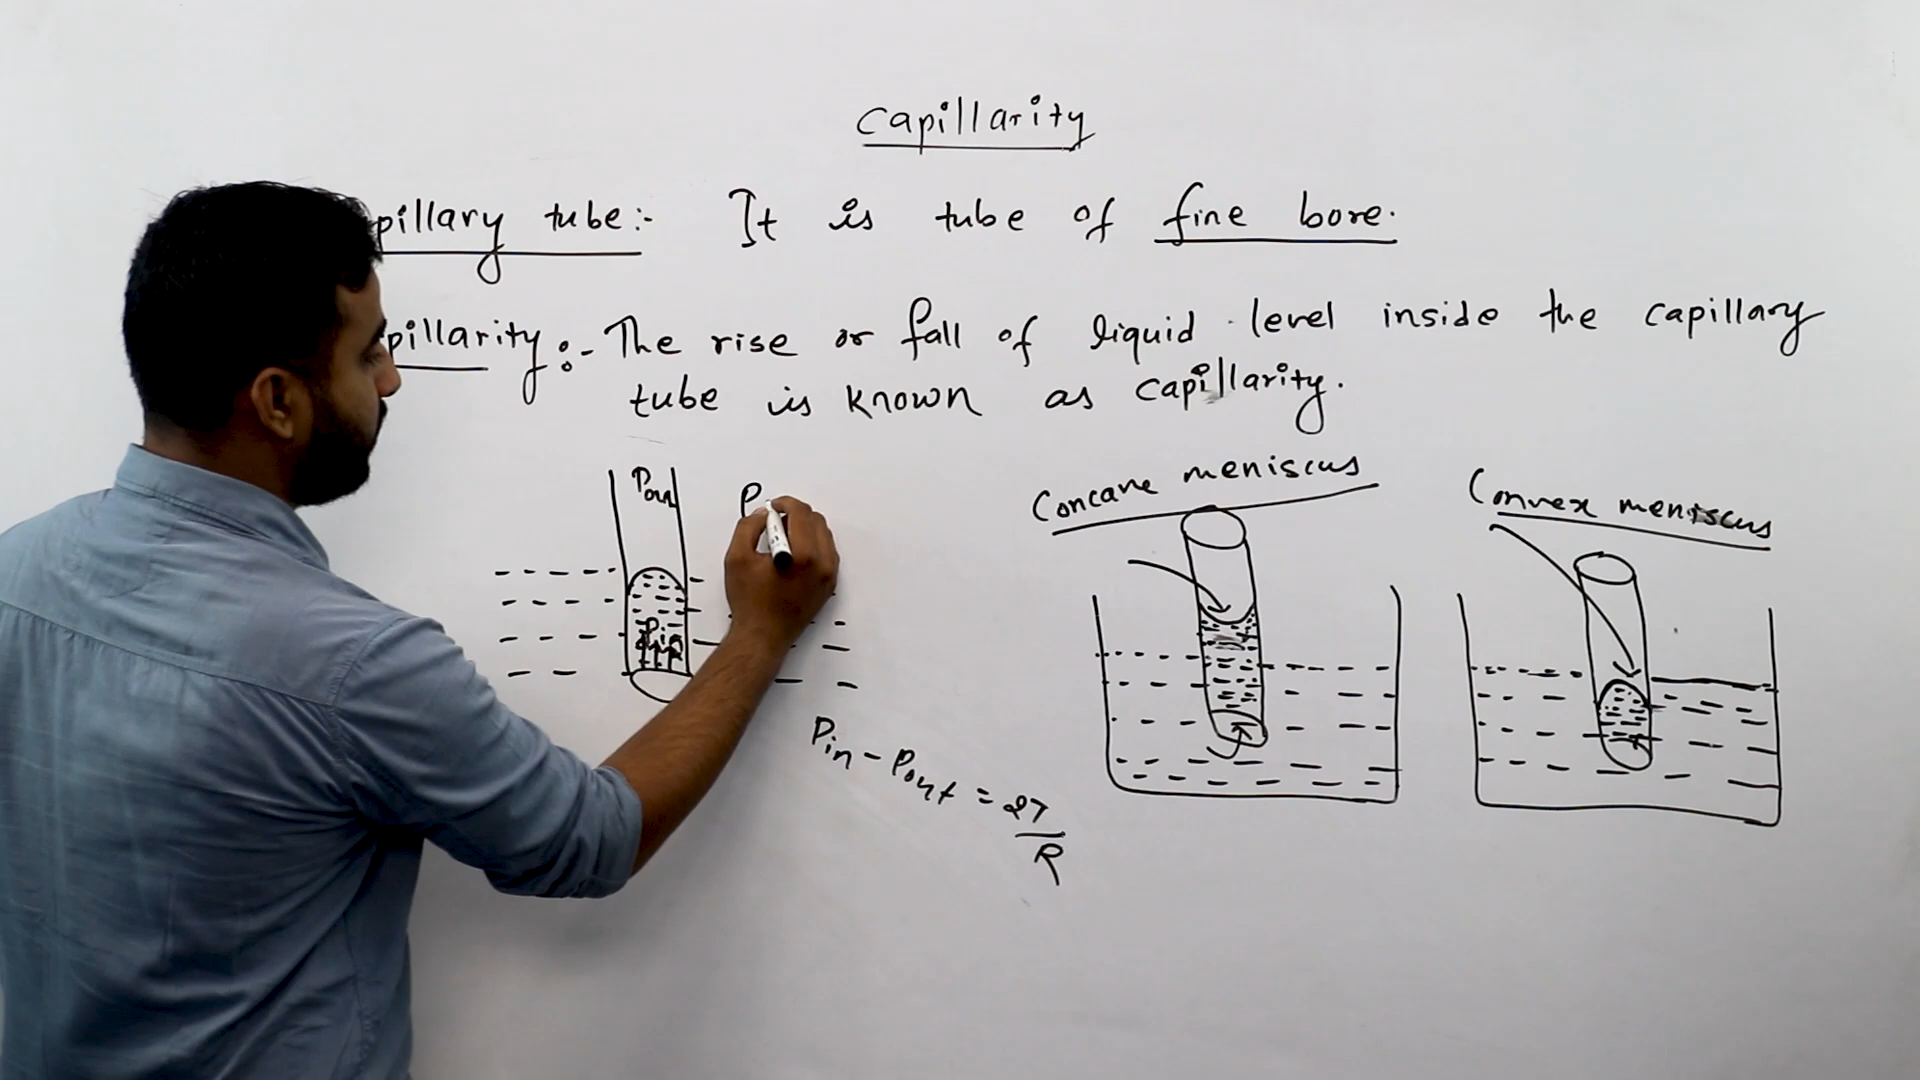 Capillarity
pillary tube:- It is tube of fine bore.
pillarity :- The rise or fall of liquid level inside the capillary
tube is known as capillarity.
Concave meniscus
Convex meniscus
Pout
P
Pin
Pin - Pout = 2T
R